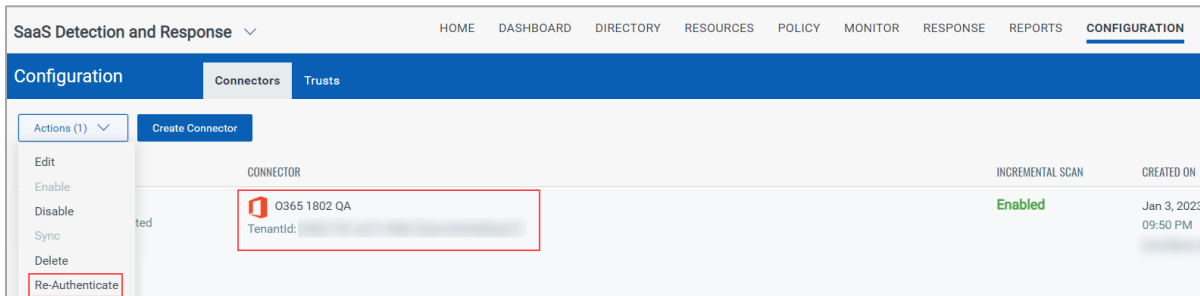 SaaS Detection and Response
HOME DASHBOARD DIRECTORY RESOURCES POLICY MONITOR RESPONSE REPORTS CONFIGURATION
Configuration
Connectors Trusts
Actions (1) Create Connector
CONNECTOR INCREMENTAL SCAN CREATED ON
Edit
Enable
Disable
Sync
Delete
Re-Authenticate
ted
O365 1802 QA
TenantId:
Enabled
Jan 3, 2023
09:50 PM